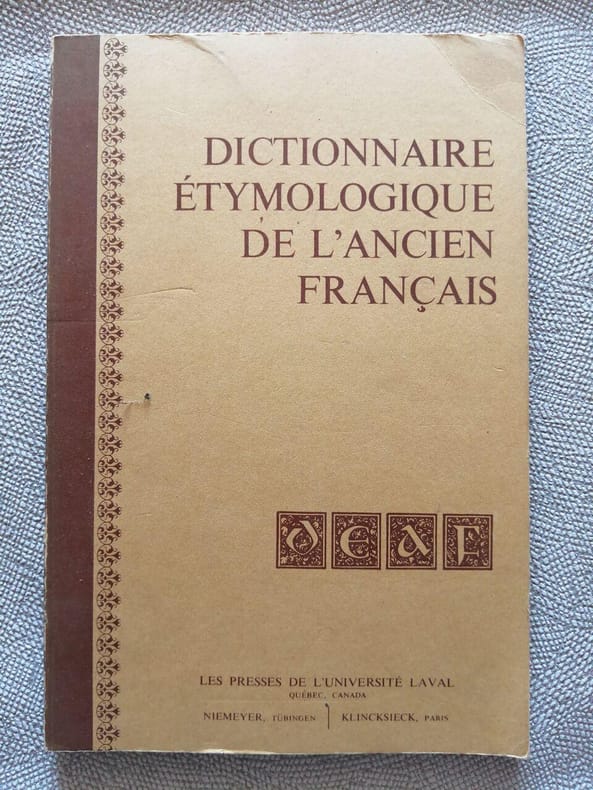 DICTIONNAIRE
ÉTYMOLOGIQUE
DE L'ANCIEN
FRANÇAIS
DEAF
LES PRESSES DE L'UNIVERSITÉ LAVAL
QUÉBEC, CANADA
NIEMEYER, TÜBINGEN | KLINCKSIECK, PARIS